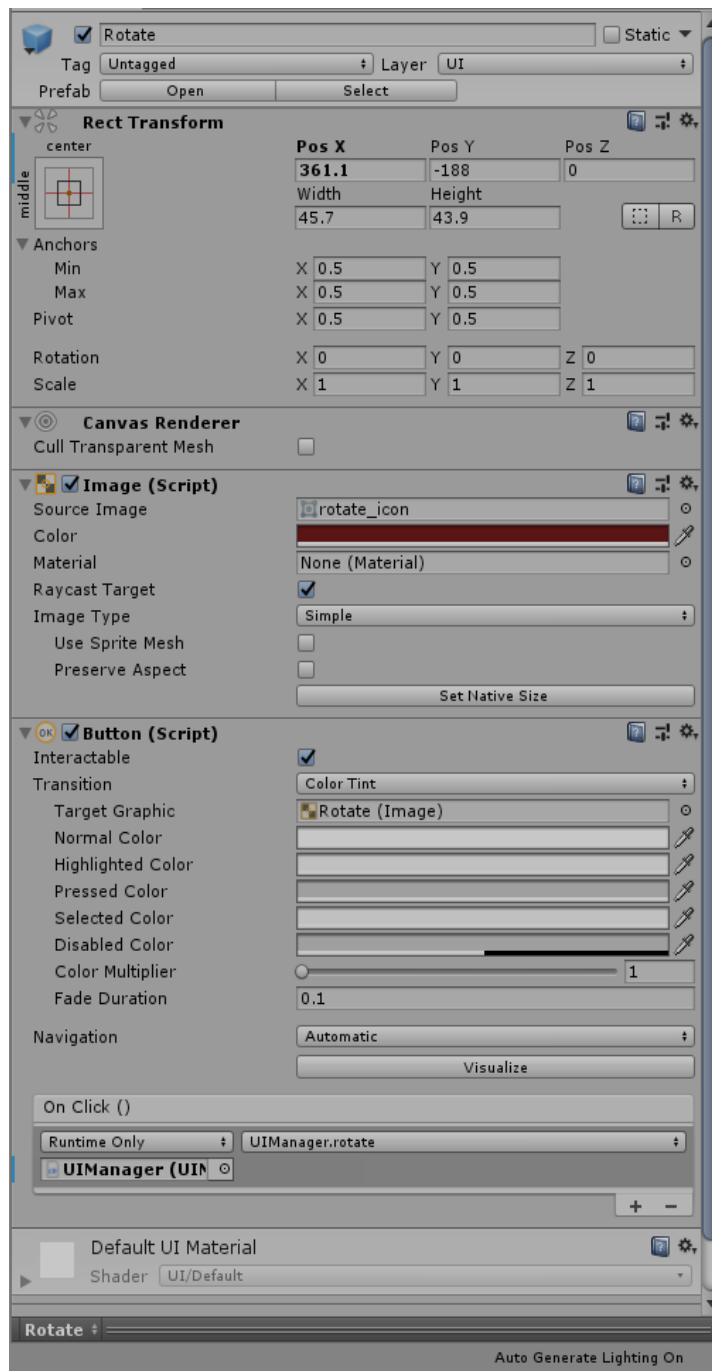 Rotate Static
Tag Untagged Layer UI
Prefab Open Select
Rect Transform
center Pos X Pos Y Pos Z
middle 361.1 -188 0
Width Height
45.7 43.9 R
Anchors
Min X 0.5 Y 0.5
Max X 0.5 Y 0.5
Pivot X 0.5 Y 0.5
Rotation X 0 Y 0 Z 0
Scale X 1 Y 1 Z 1
Canvas Renderer
Cull Transparent Mesh
Image (Script)
Source Image rotate_icon
Color
Material None (Material)
Raycast Target
Image Type Simple
Use Sprite Mesh
Preserve Aspect
Set Native Size
OK Button (Script)
Interactable
Transition Color Tint
Target Graphic Rotate (Image)
Normal Color
Highlighted Color
Pressed Color
Selected Color
Disabled Color
Color Multiplier 1
Fade Duration 0.1
Navigation Automatic
Visualize
On Click ()
Runtime Only UIManager.rotate
UIManager (UI
+ −
Default UI Material
Shader UI/Default
Rotate
Auto Generate Lighting On